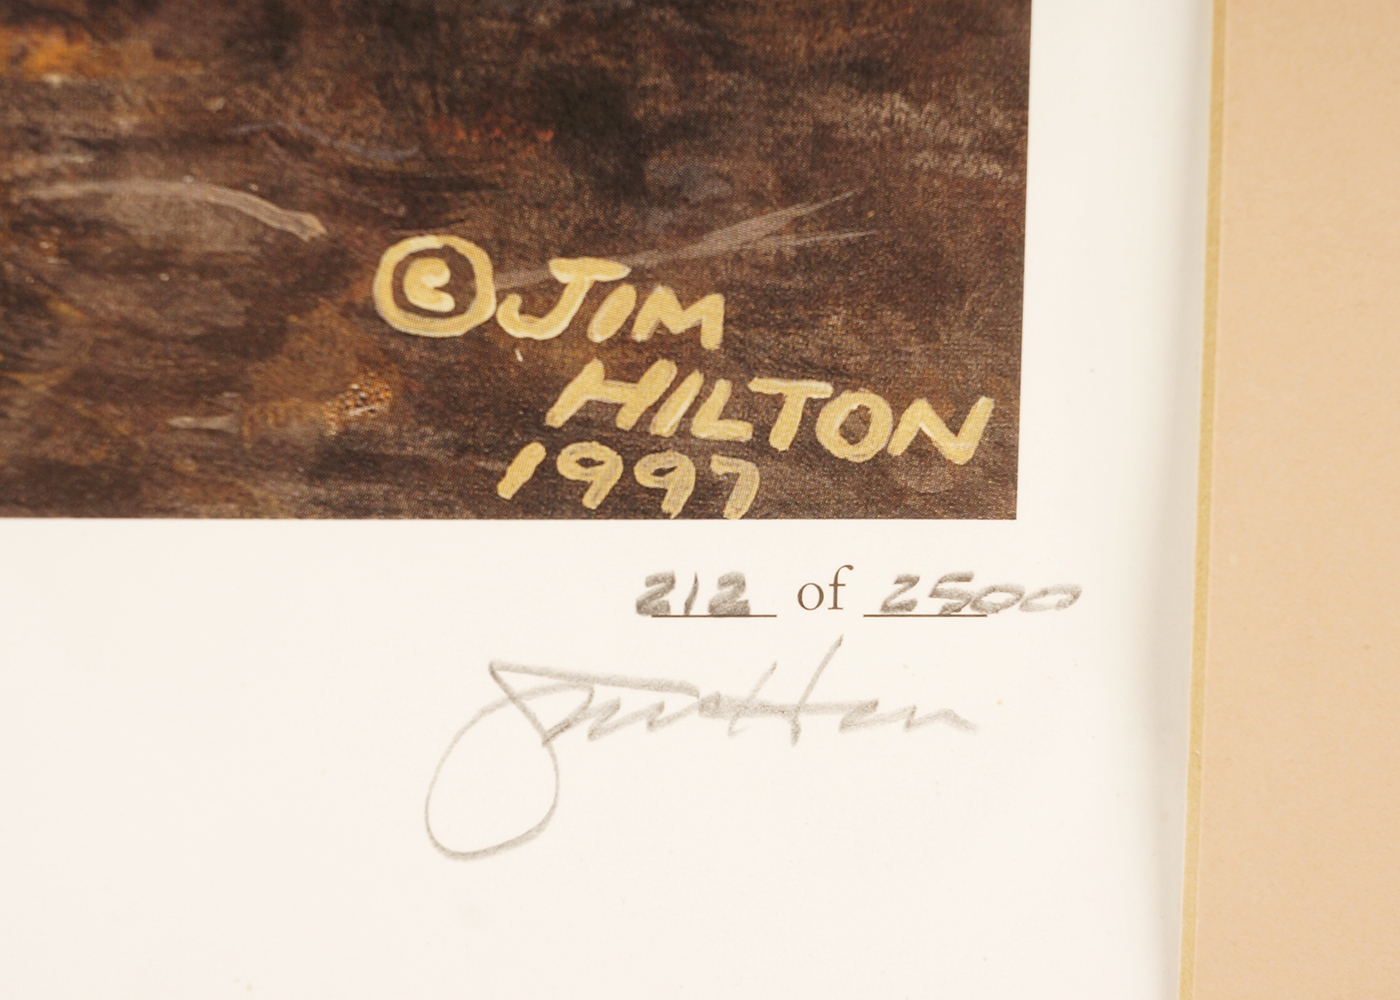 © JIM
HILTON
1997
212 of 2500